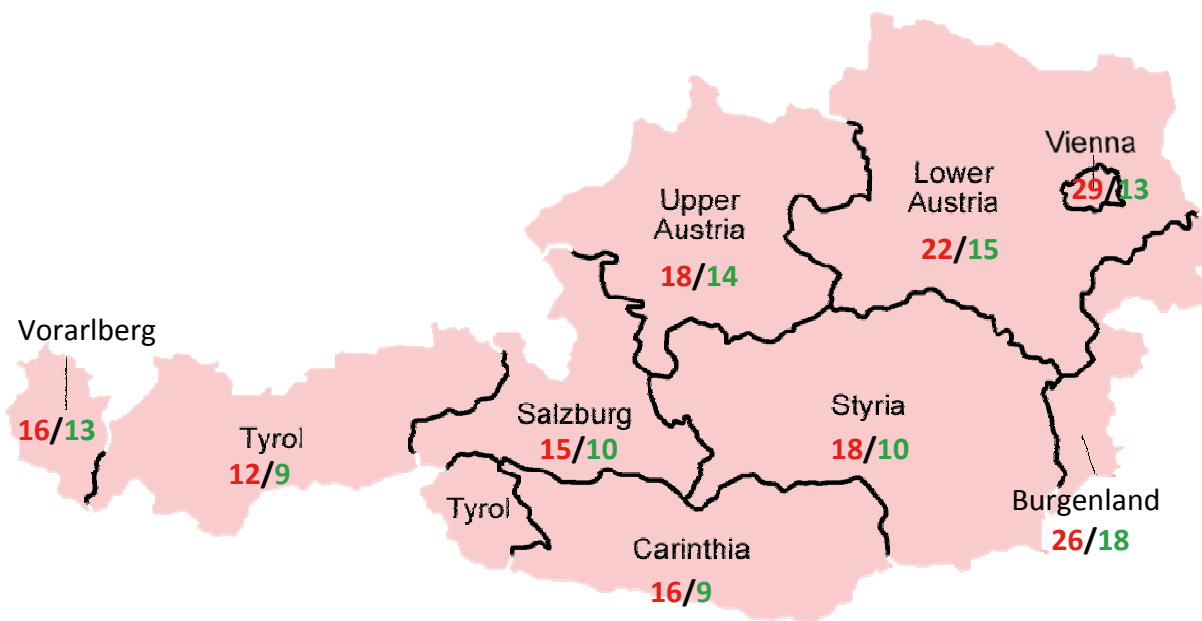 Vienna
29/13
Lower
Austria
22/15
Upper
Austria
18/14
Vorarlberg
16/13
Tyrol
12/9
Salzburg
15/10
Styria
18/10
Tyrol
Burgenland
26/18
Carinthia
16/9